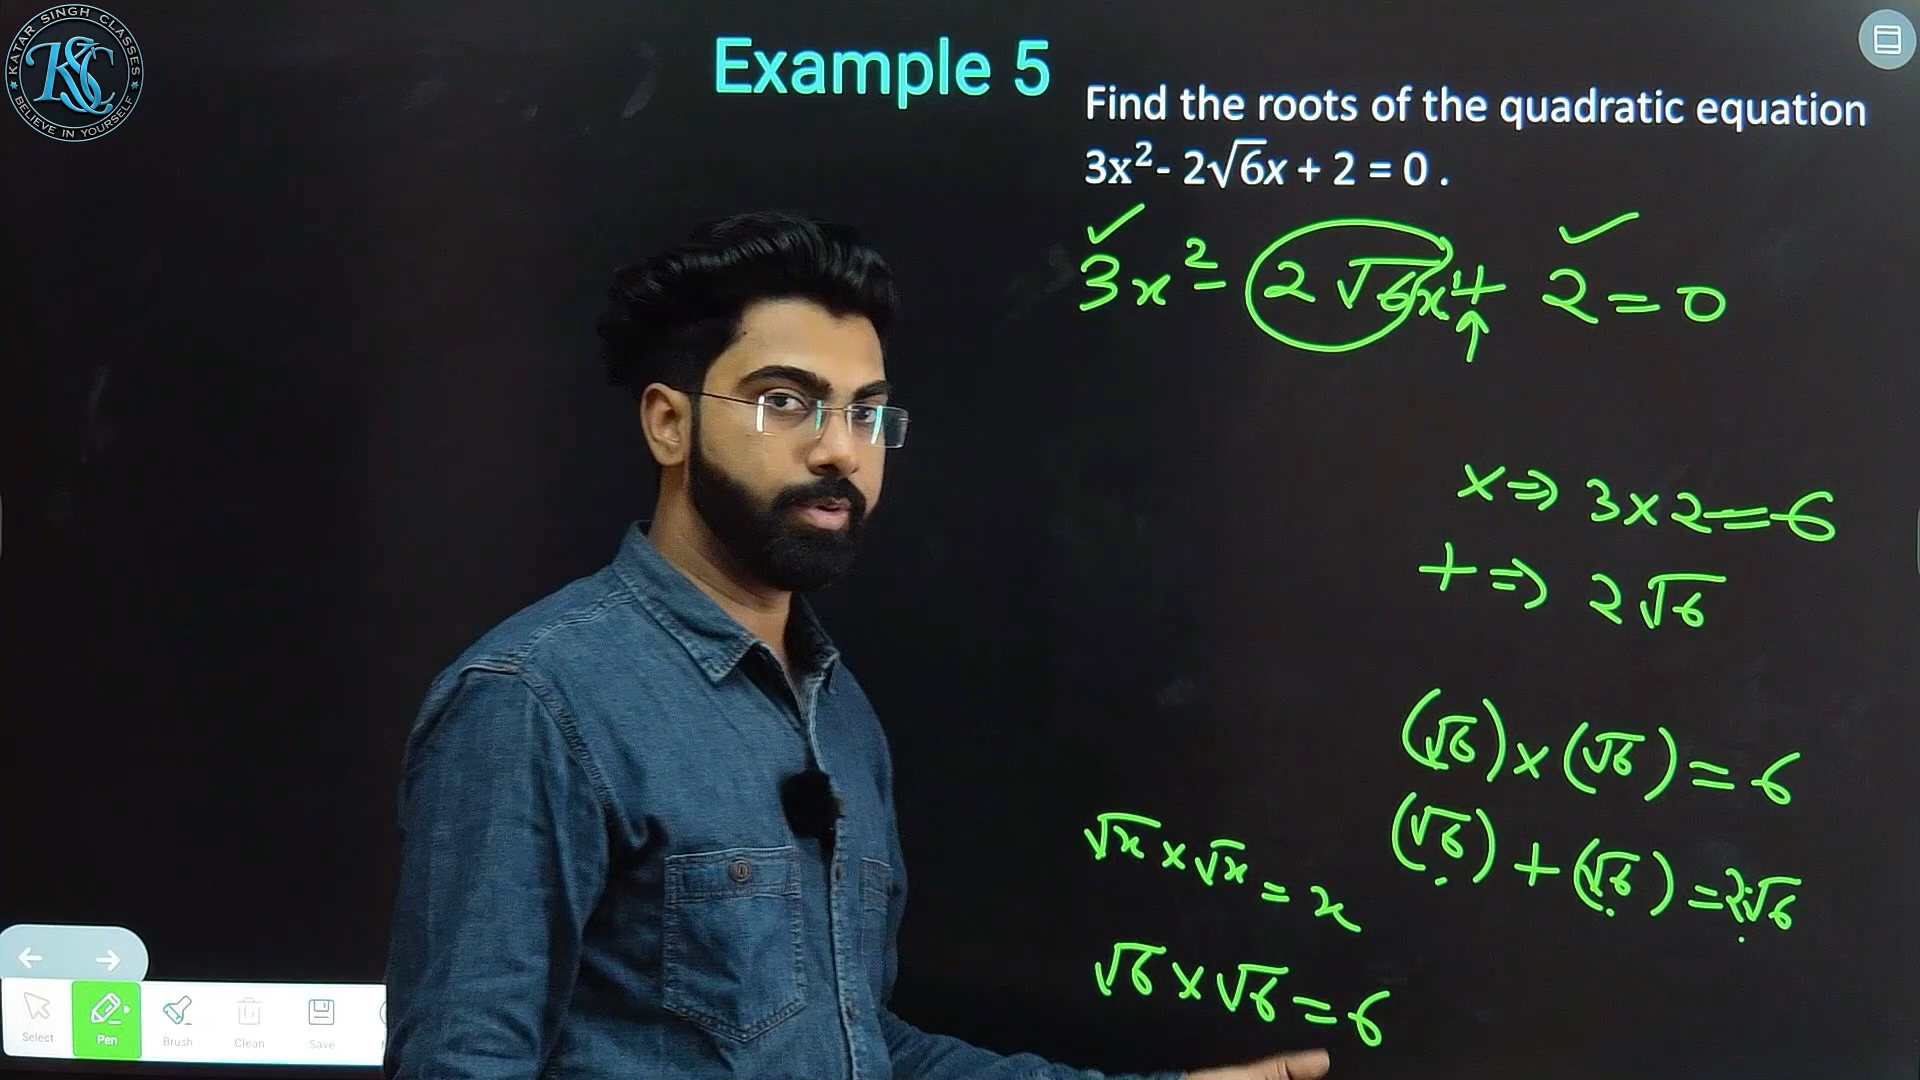 KATAR SINGH CLASSES
KSC
BELIEVE IN YOURSELF
Example 5
Find the roots of the quadratic equation
3x²- 2√6x + 2 = 0 .
3x² - 2√6x + 2 = 0
x ⇒ 3 x 2 = 6
+ ⇒ 2√6
(√6) x (√6) = 6
(√6) + (√6) = 2√6
√x x √x = x
√6 x √6 = 6
Select
Pen
Brush
Clean
Save